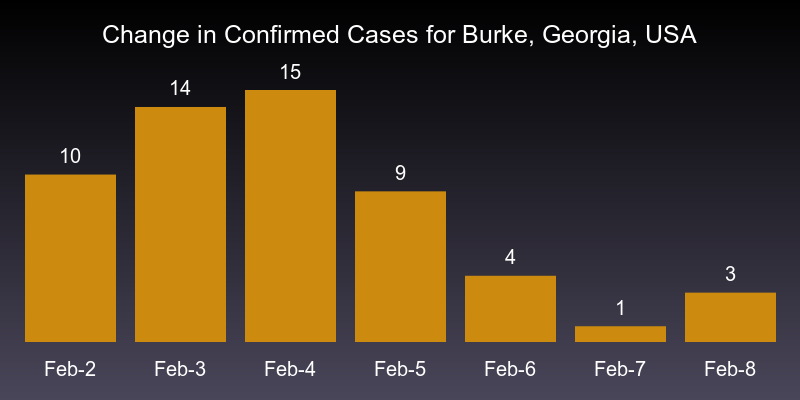 Change in Confirmed Cases for Burke, Georgia, USA
10 14 15 9 4 1 3
Feb-2 Feb-3 Feb-4 Feb-5 Feb-6 Feb-7 Feb-8